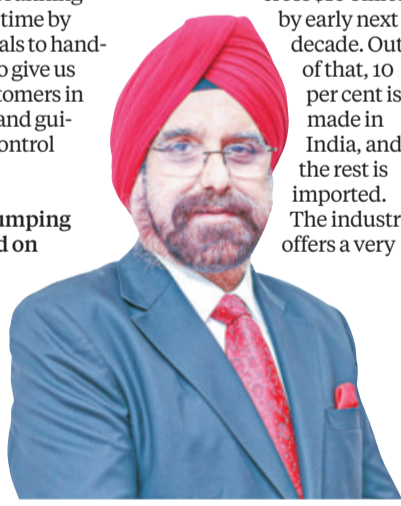 time by
als to hand-
o give us
tomers in
and gui-
ontrol
umping
d on
by early next
decade. Out
of that, 10
per cent is
made in
India, and
the rest is
imported.
The industr
offers a very